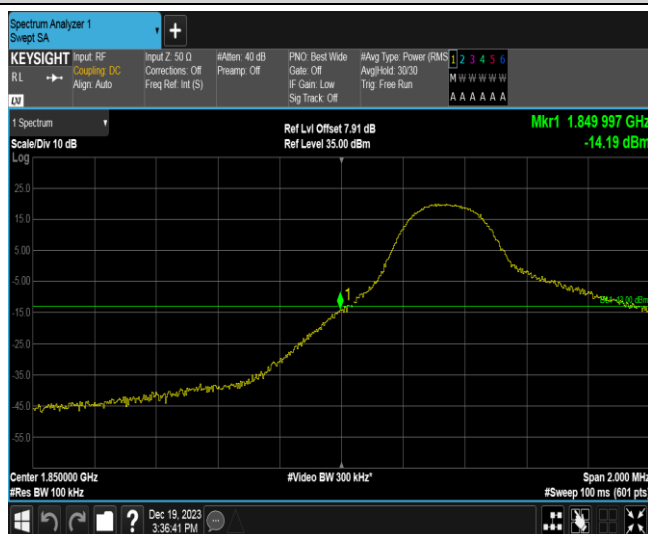 Spectrum Analyzer 1
Swept SA
KEYSIGHT
RL
LXI
Input: RF
Coupling: DC
Align: Auto
Input Z: 50 Ω
Corrections: Off
Freq Ref: Int (S)
#Atten: 40 dB
Preamp: Off
PNO: Best Wide
Gate: Off
IF Gain: Low
Sig Track: Off
#Avg Type: Power (RMS
Avg|Hold: 30/30
Trig: Free Run
1 2 3 4 5 6
M W W W W W
A A A A A A
1 Spectrum
Scale/Div 10 dB
Log
Ref Lvl Offset 7.91 dB
Ref Level 35.00 dBm
Mkr1 1.849 997 GHz
-14.19 dBm
25.0
15.0
5.00
-5.00
1
-15.0
-25.0
-35.0
-45.0
-55.0
Center 1.850000 GHz
#Res BW 100 kHz
#Video BW 300 kHz*
Span 2.000 MHz
#Sweep 100 ms (601 pts)
?
Dec 19, 2023
3:36:41 PM